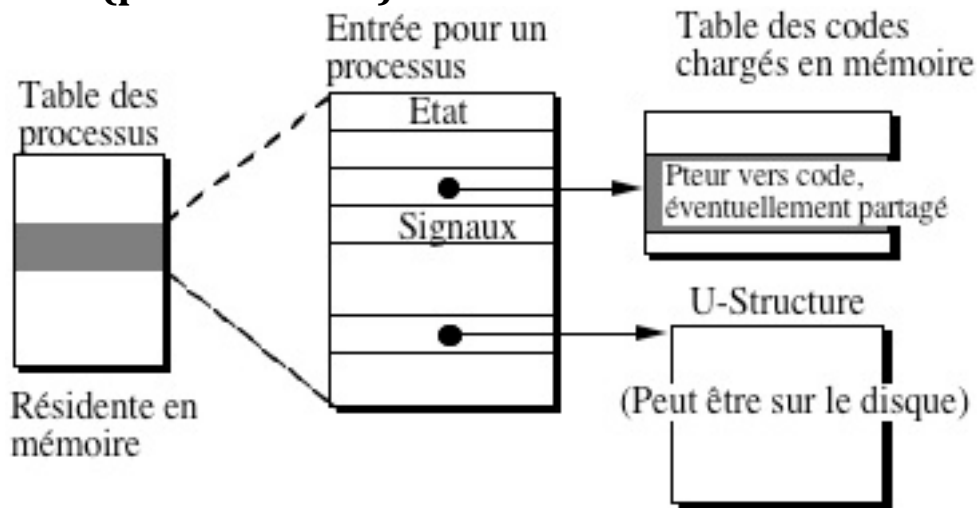 Table des
processus
Résidente en
mémoire
Entrée pour un
processus
Etat
Signaux
Table des codes
chargés en mémoire
Pteur vers code,
éventuellement partagé
U-Structure
(Peut être sur le disque)